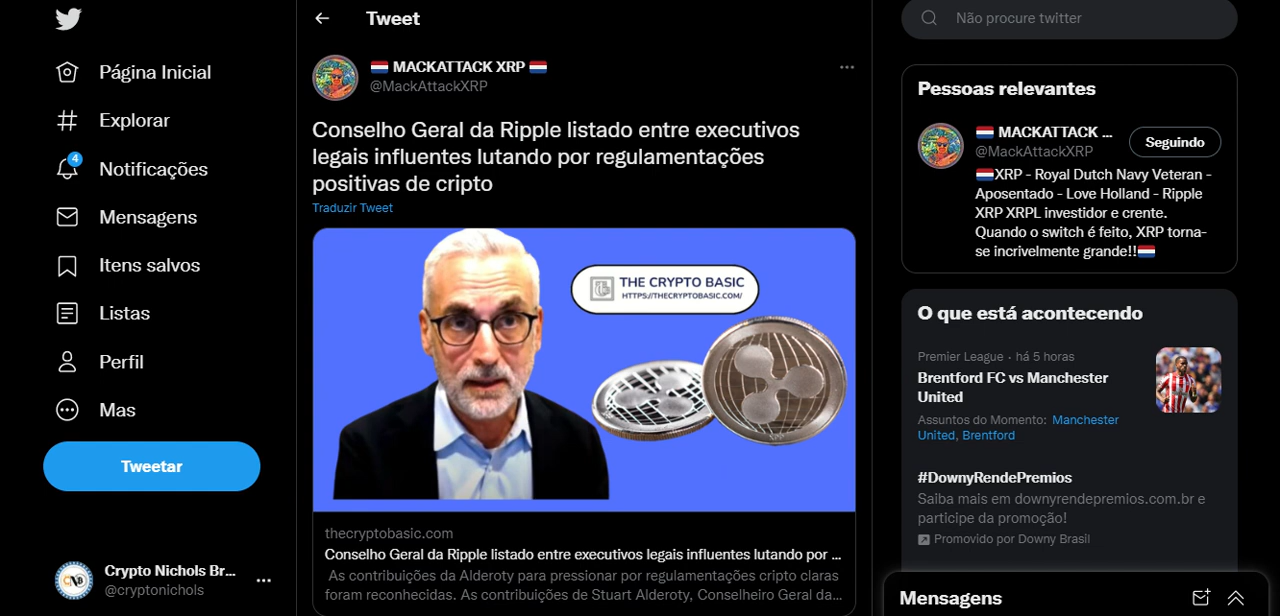 Página Inicial
Explorar
4
Notificações
Mensagens
Itens salvos
Listas
Perfil
Mas
Tweetar
Crypto Nichols Br...
@cryptonichols
Tweet
MACKATTACK XRP
@MackAttackXRP
Conselho Geral da Ripple listado entre executivos
legais influentes lutando por regulamentações
positivas de cripto
Traduzir Tweet
THE CRYPTO BASIC
HTTPS://THECRYPTOBASIC.COM/
thecryptobasic.com
Conselho Geral da Ripple listado entre executivos legais influentes lutando por ...
As contribuições da Alderoty para pressionar por regulamentações cripto claras
foram reconhecidas. As contribuições de Stuart Alderoty, Conselheiro Geral da...
Não procure twitter
Pessoas relevantes
MACKATTACK ...
@MackAttackXRP
Seguindo
XRP - Royal Dutch Navy Veteran -
Aposentado - Love Holland - Ripple
XRP XRPL investidor e crente.
Quando o switch é feito, XRP torna-
se incrivelmente grande!!
O que está acontecendo
Premier League · há 5 horas
Brentford FC vs Manchester
United
Assuntos do Momento: Manchester
United, Brentford
#DownyRendePremios
Saiba mais em downyrendepremios.com.br e
participe da promoção!
Promovido por Downy Brasil
Mensagens